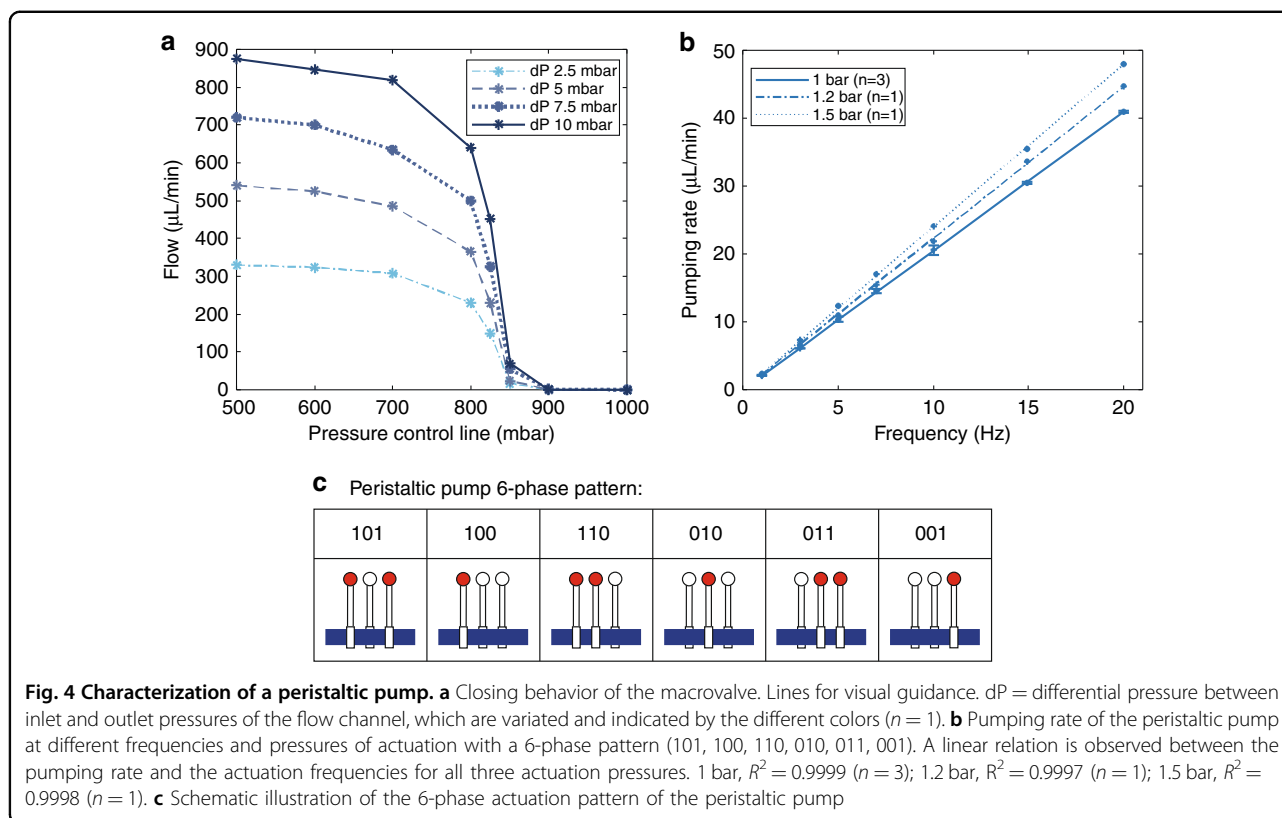 a
900
800
700
600
500
400
300
200
100
0
Flow (µL/min)
500 600 700 800 900 1000
Pressure control line (mbar)
dP 2.5 mbar
dP 5 mbar
dP 7.5 mbar
dP 10 mbar
b
50
40
30
20
10
0
Pumping rate (µL/min)
0 5 10 15 20
Frequency (Hz)
1 bar (n=3)
1.2 bar (n=1)
1.5 bar (n=1)
c Peristaltic pump 6-phase pattern:
101 100 110 010 011 001
Fig. 4 Characterization of a peristaltic pump. a Closing behavior of the macrovalve. Lines for visual guidance. dP = differential pressure between
inlet and outlet pressures of the flow channel, which are variated and indicated by the different colors (n = 1). b Pumping rate of the peristaltic pump
at different frequencies and pressures of actuation with a 6-phase pattern (101, 100, 110, 010, 011, 001). A linear relation is observed between the
pumping rate and the actuation frequencies for all three actuation pressures. 1 bar, R² = 0.9999 (n = 3); 1.2 bar, R² = 0.9997 (n = 1); 1.5 bar, R² =
0.9998 (n = 1). c Schematic illustration of the 6-phase actuation pattern of the peristaltic pump